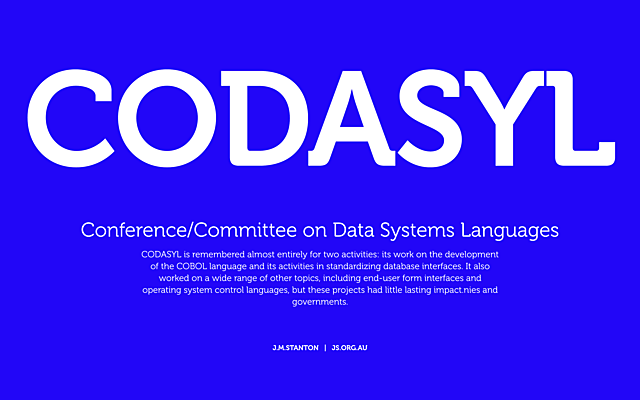 CODASYL
Conference/Committee on Data Systems Languages
CODASYL is remembered almost entirely for two activities: its work on the development
of the COBOL language and its activities in standardizing database interfaces. It also
worked on a wide range of other topics, including end-user form interfaces and
operating system control languages, but these projects had little lasting impact.nies and
governments.
J.M.STANTON | JS.ORG.AU